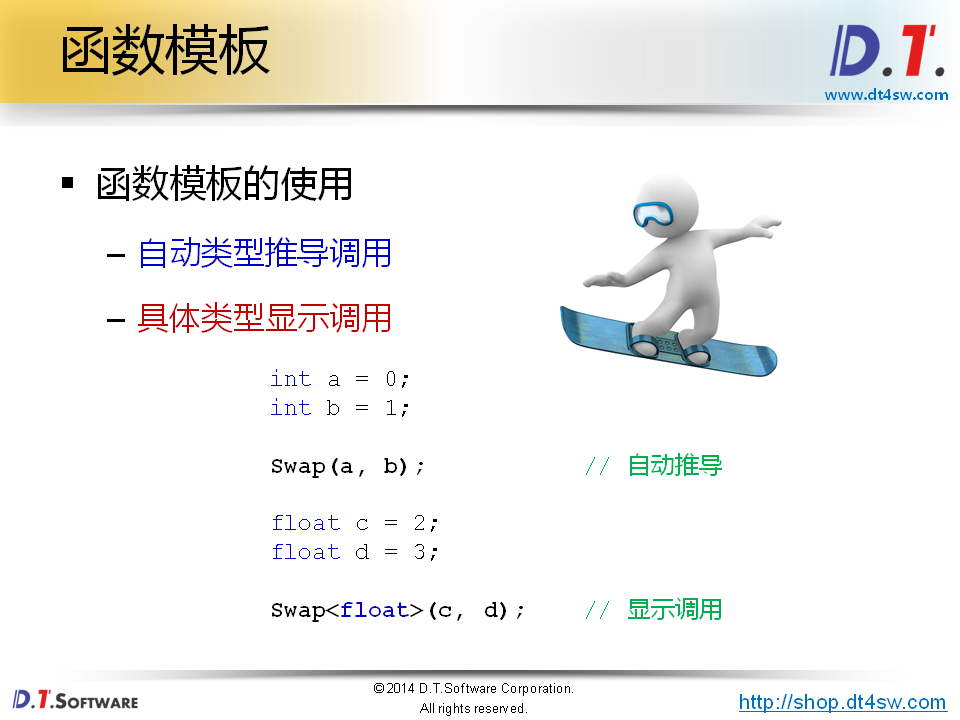 函数模板
D.T.
www.dt4sw.com
▪ 函数模板的使用
– 自动类型推导调用
– 具体类型显示调用
int a = 0;
int b = 1;
Swap(a, b); // 自动推导
float c = 2;
float d = 3;
Swap<float>(c, d); // 显示调用
D.T.SOFTWARE
©2014 D.T.Software Corporation.
All rights reserved.
http://shop.dt4sw.com